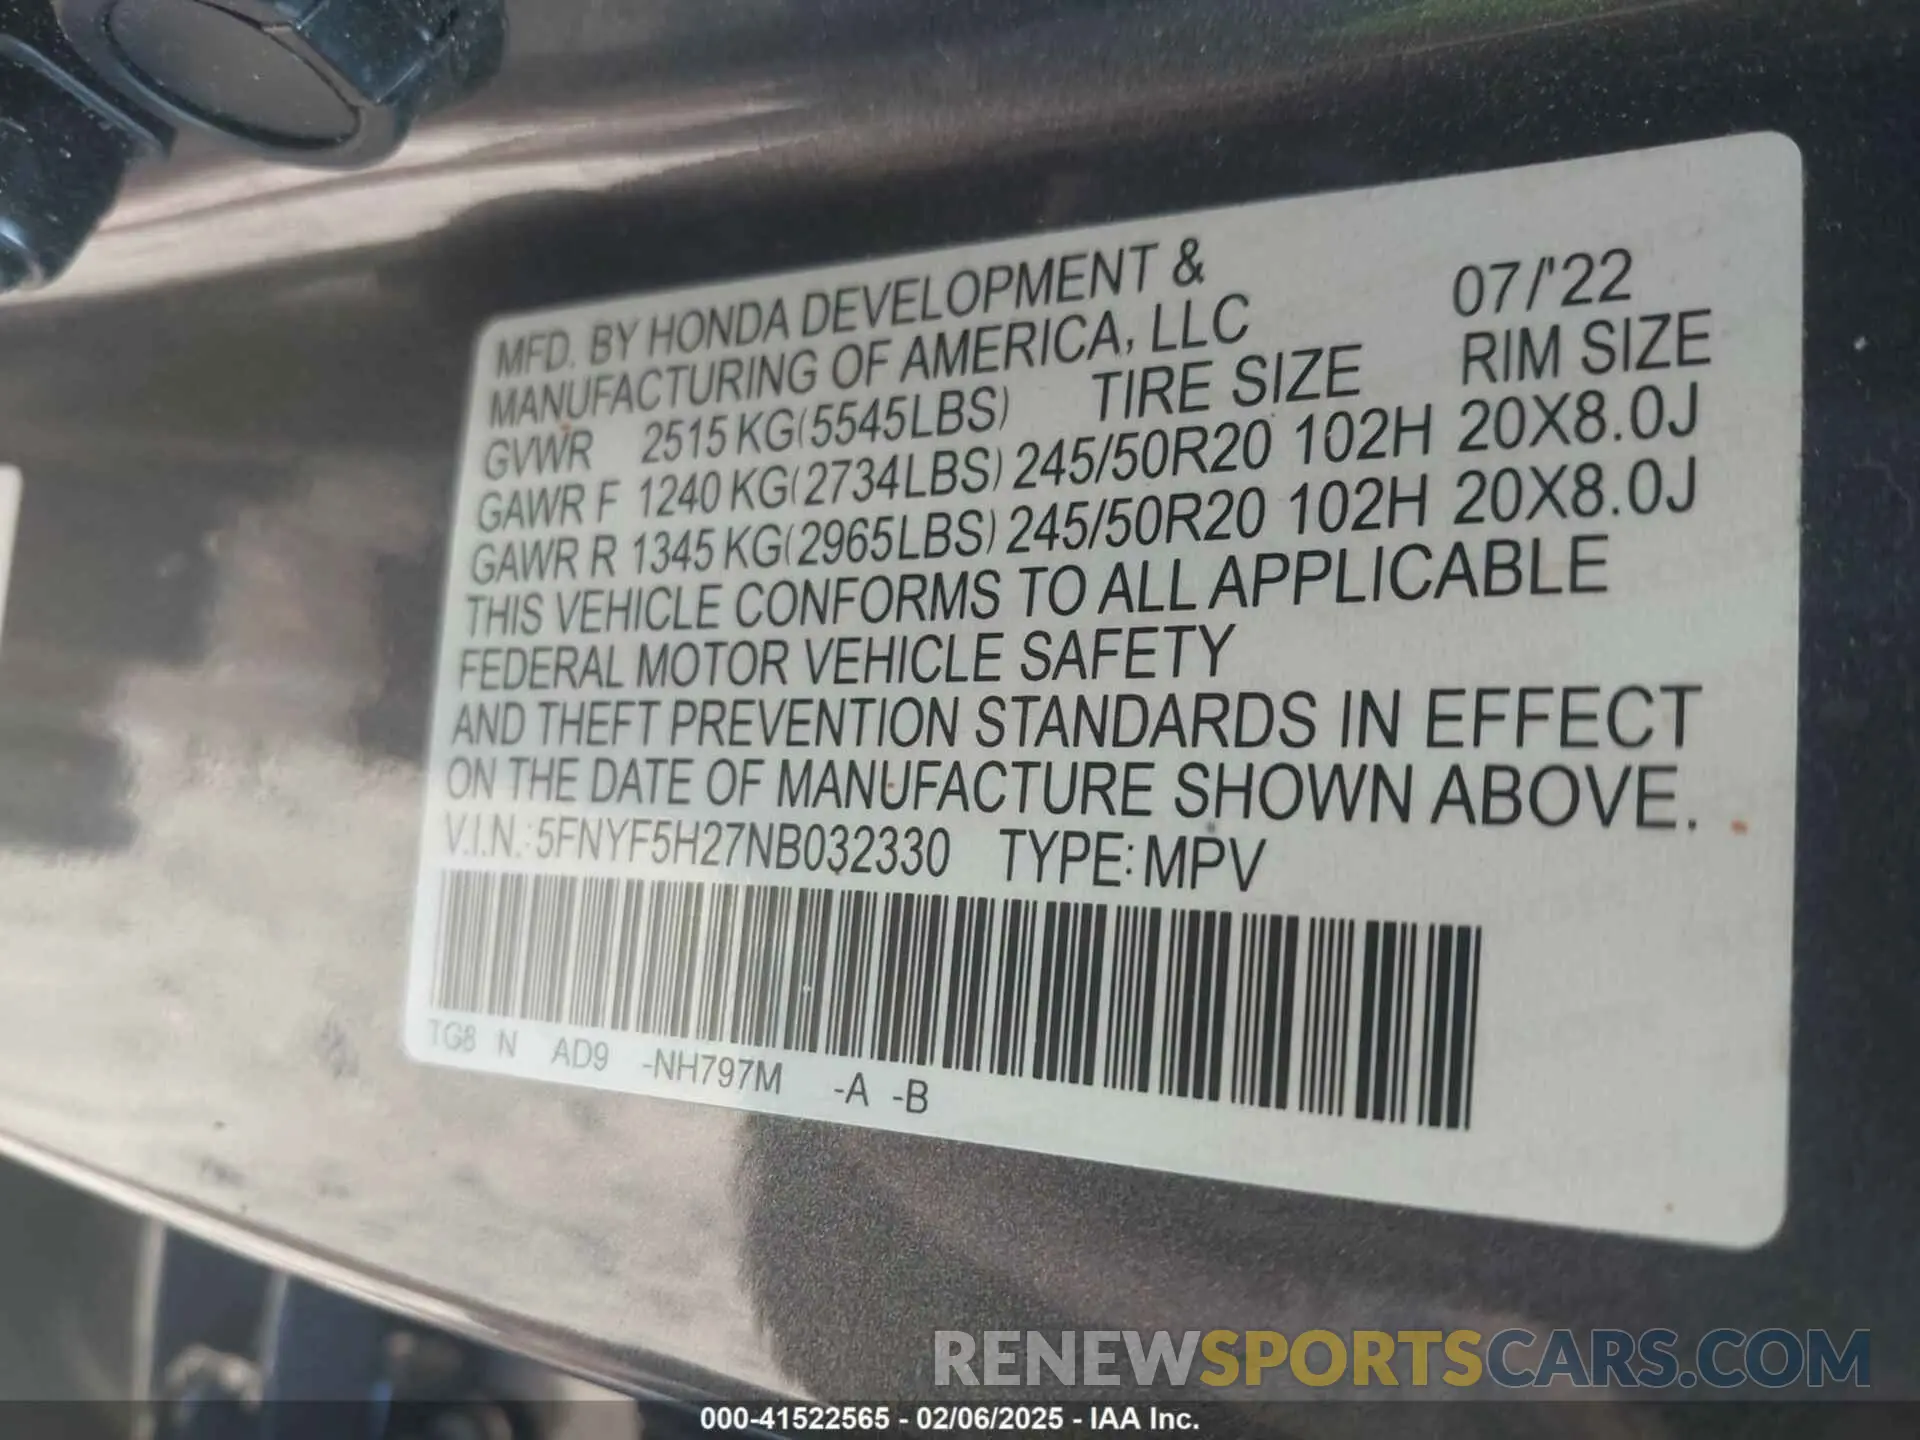 MFD. BY HONDA DEVELOPMENT &
MANUFACTURING OF AMERICA, LLC 07/'22
GVWR 2515 KG(5545LBS) TIRE SIZE RIM SIZE
GAWR F 1240 KG(2734LBS) 245/50R20 102H 20X8.0J
GAWR R 1345 KG(2965LBS) 245/50R20 102H 20X8.0J
THIS VEHICLE CONFORMS TO ALL APPLICABLE
FEDERAL MOTOR VEHICLE SAFETY
AND THEFT PREVENTION STANDARDS IN EFFECT
ON THE DATE OF MANUFACTURE SHOWN ABOVE.
V.I.N.: 5FNYF5H27NB032330 TYPE: MPV
TG8 N AD9 -NH797M -A -B
RENEWSPORTSCARS.COM
000-41522565 - 02/06/2025 - IAA Inc.